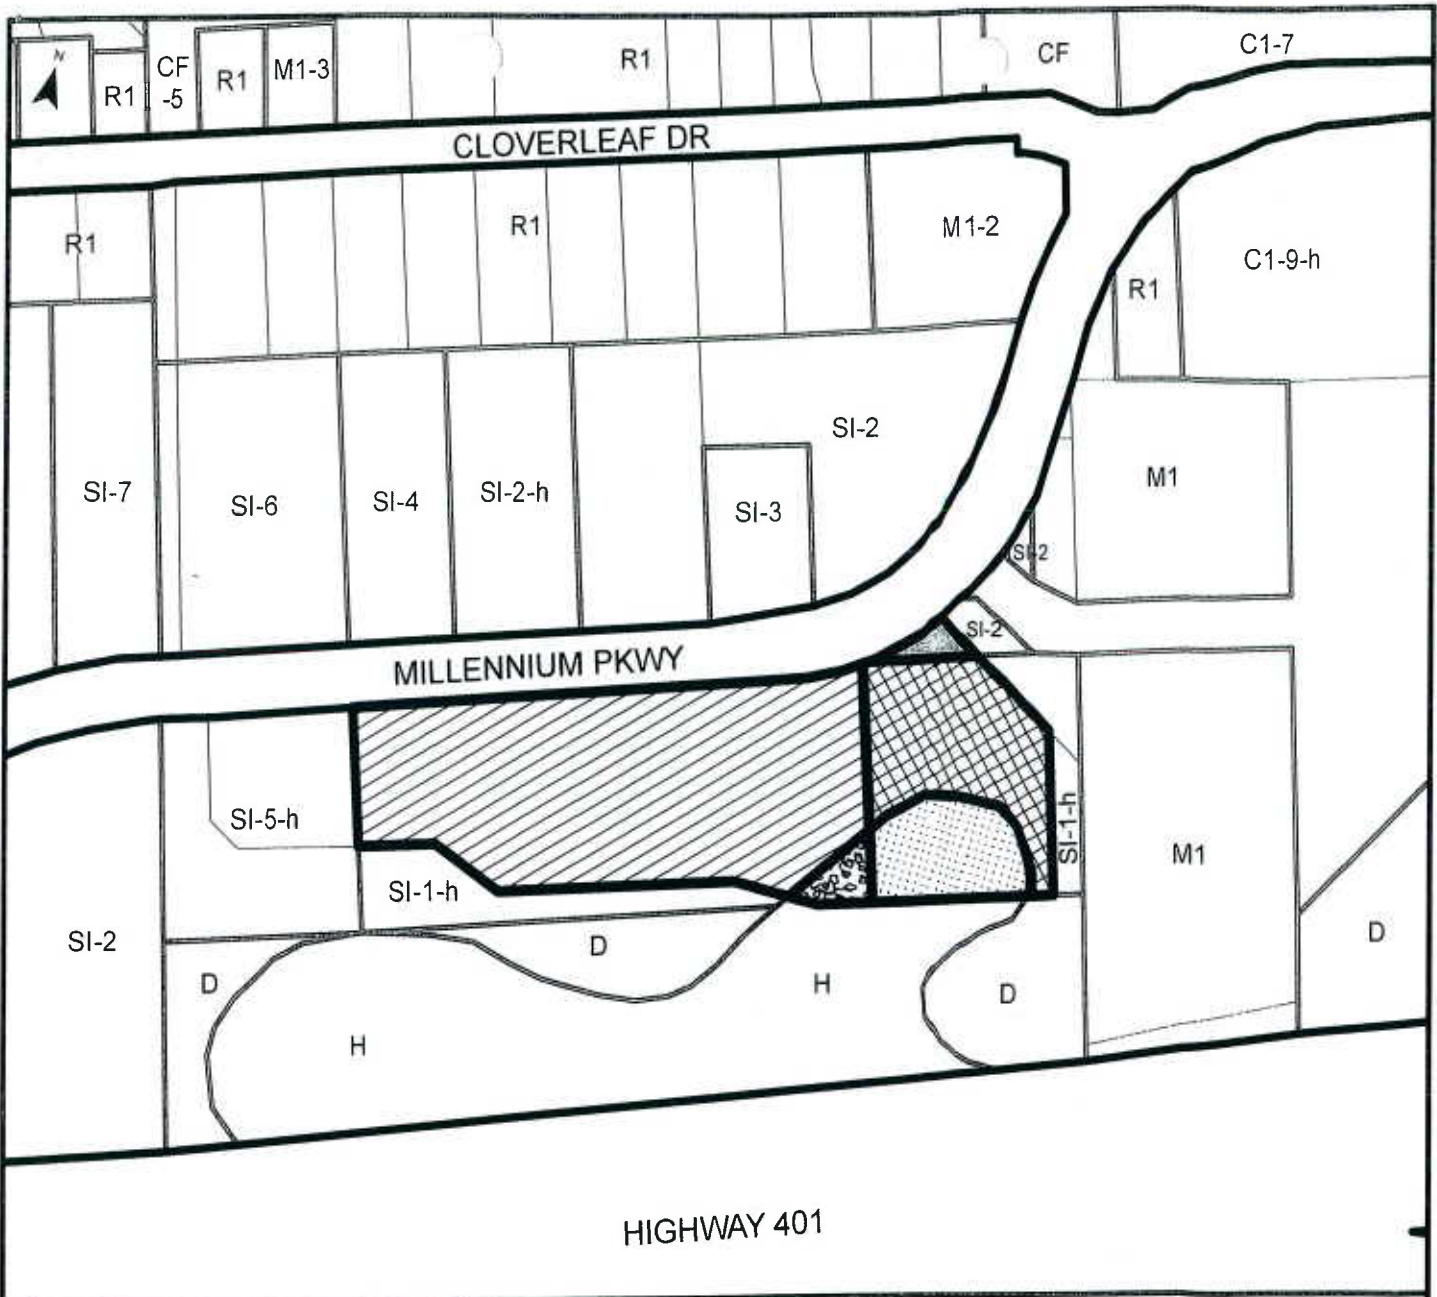 N
R1
CF
-5
R1
M1-3
R1
CF
C1-7
CLOVERLEAF DR
R1
R1
M1-2
R1
C1-9-h
SI-7
SI-6
SI-4
SI-2-h
SI-3
SI-2
M1
SI-2
SI-2
MILLENNIUM PKWY
SI-5-h
SI-1-h
SI-1-h
M1
SI-2
D
D
H
D
D
H
HIGHWAY 401